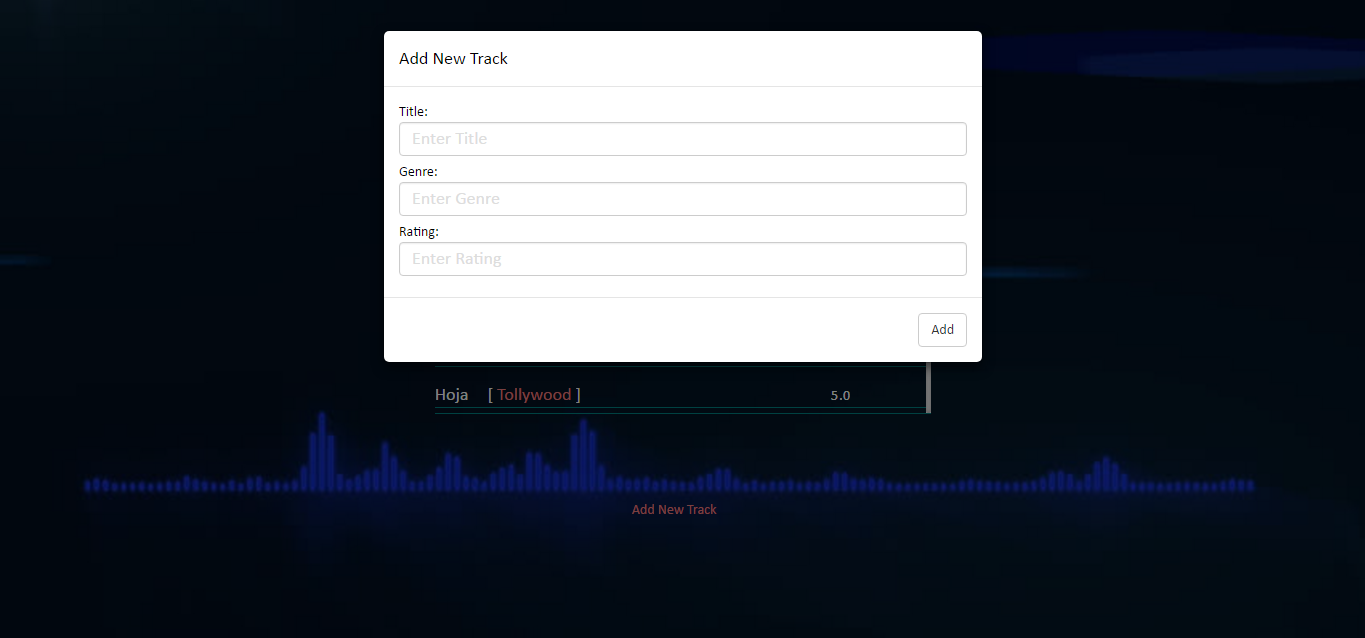 Add New Track
Title:
Enter Title
Genre:
Enter Genre
Rating:
Enter Rating
Add
Hoja [ Tollywood ] 5.0
Add New Track